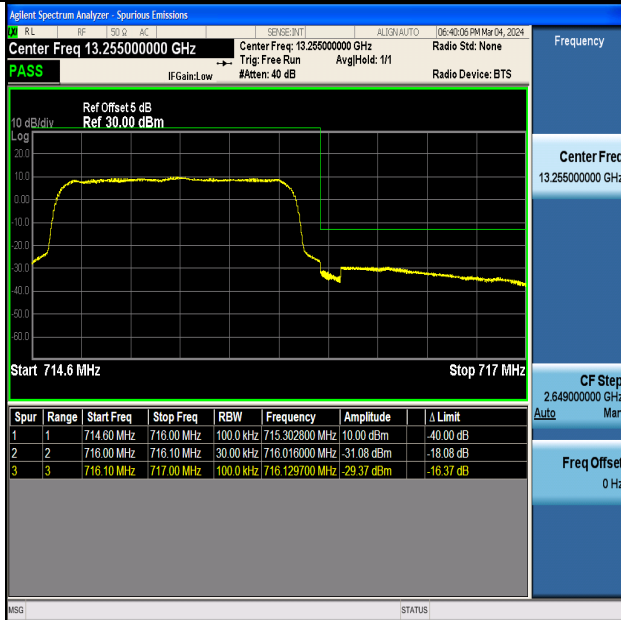 Agilent Spectrum Analyzer - Spurious Emissions
LXI RL RF 50 Ω AC SENSE:INT ALIGN AUTO 06:40:06 PM Mar 04, 2024
Center Freq 13.255000000 GHz
Center Freq: 13.255000000 GHz
Radio Std: None
Trig: Free Run Avg|Hold: 1/1
PASS
IFGain:Low
#Atten: 40 dB
Radio Device: BTS
Ref Offset 5 dB
10 dB/div Ref 30.00 dBm
Log
20.0
10.0
0.00
-10.0
-20.0
-30.0
-40.0
-50.0
-60.0
Start 714.6 MHz Stop 717 MHz
Spur Range Start Freq Stop Freq RBW Frequency Amplitude Δ Limit
1 1 714.60 MHz 716.00 MHz 100.0 kHz 715.302800 MHz 10.00 dBm -40.00 dB
2 2 716.00 MHz 716.10 MHz 30.00 kHz 716.016000 MHz -31.08 dBm -18.08 dB
3 3 716.10 MHz 717.00 MHz 100.0 kHz 716.129700 MHz -29.37 dBm -16.37 dB
MSG STATUS
Frequency
Center Freq
13.255000000 GHz
CF Step
2.649000000 GHz
Auto Man
Freq Offset
0 Hz